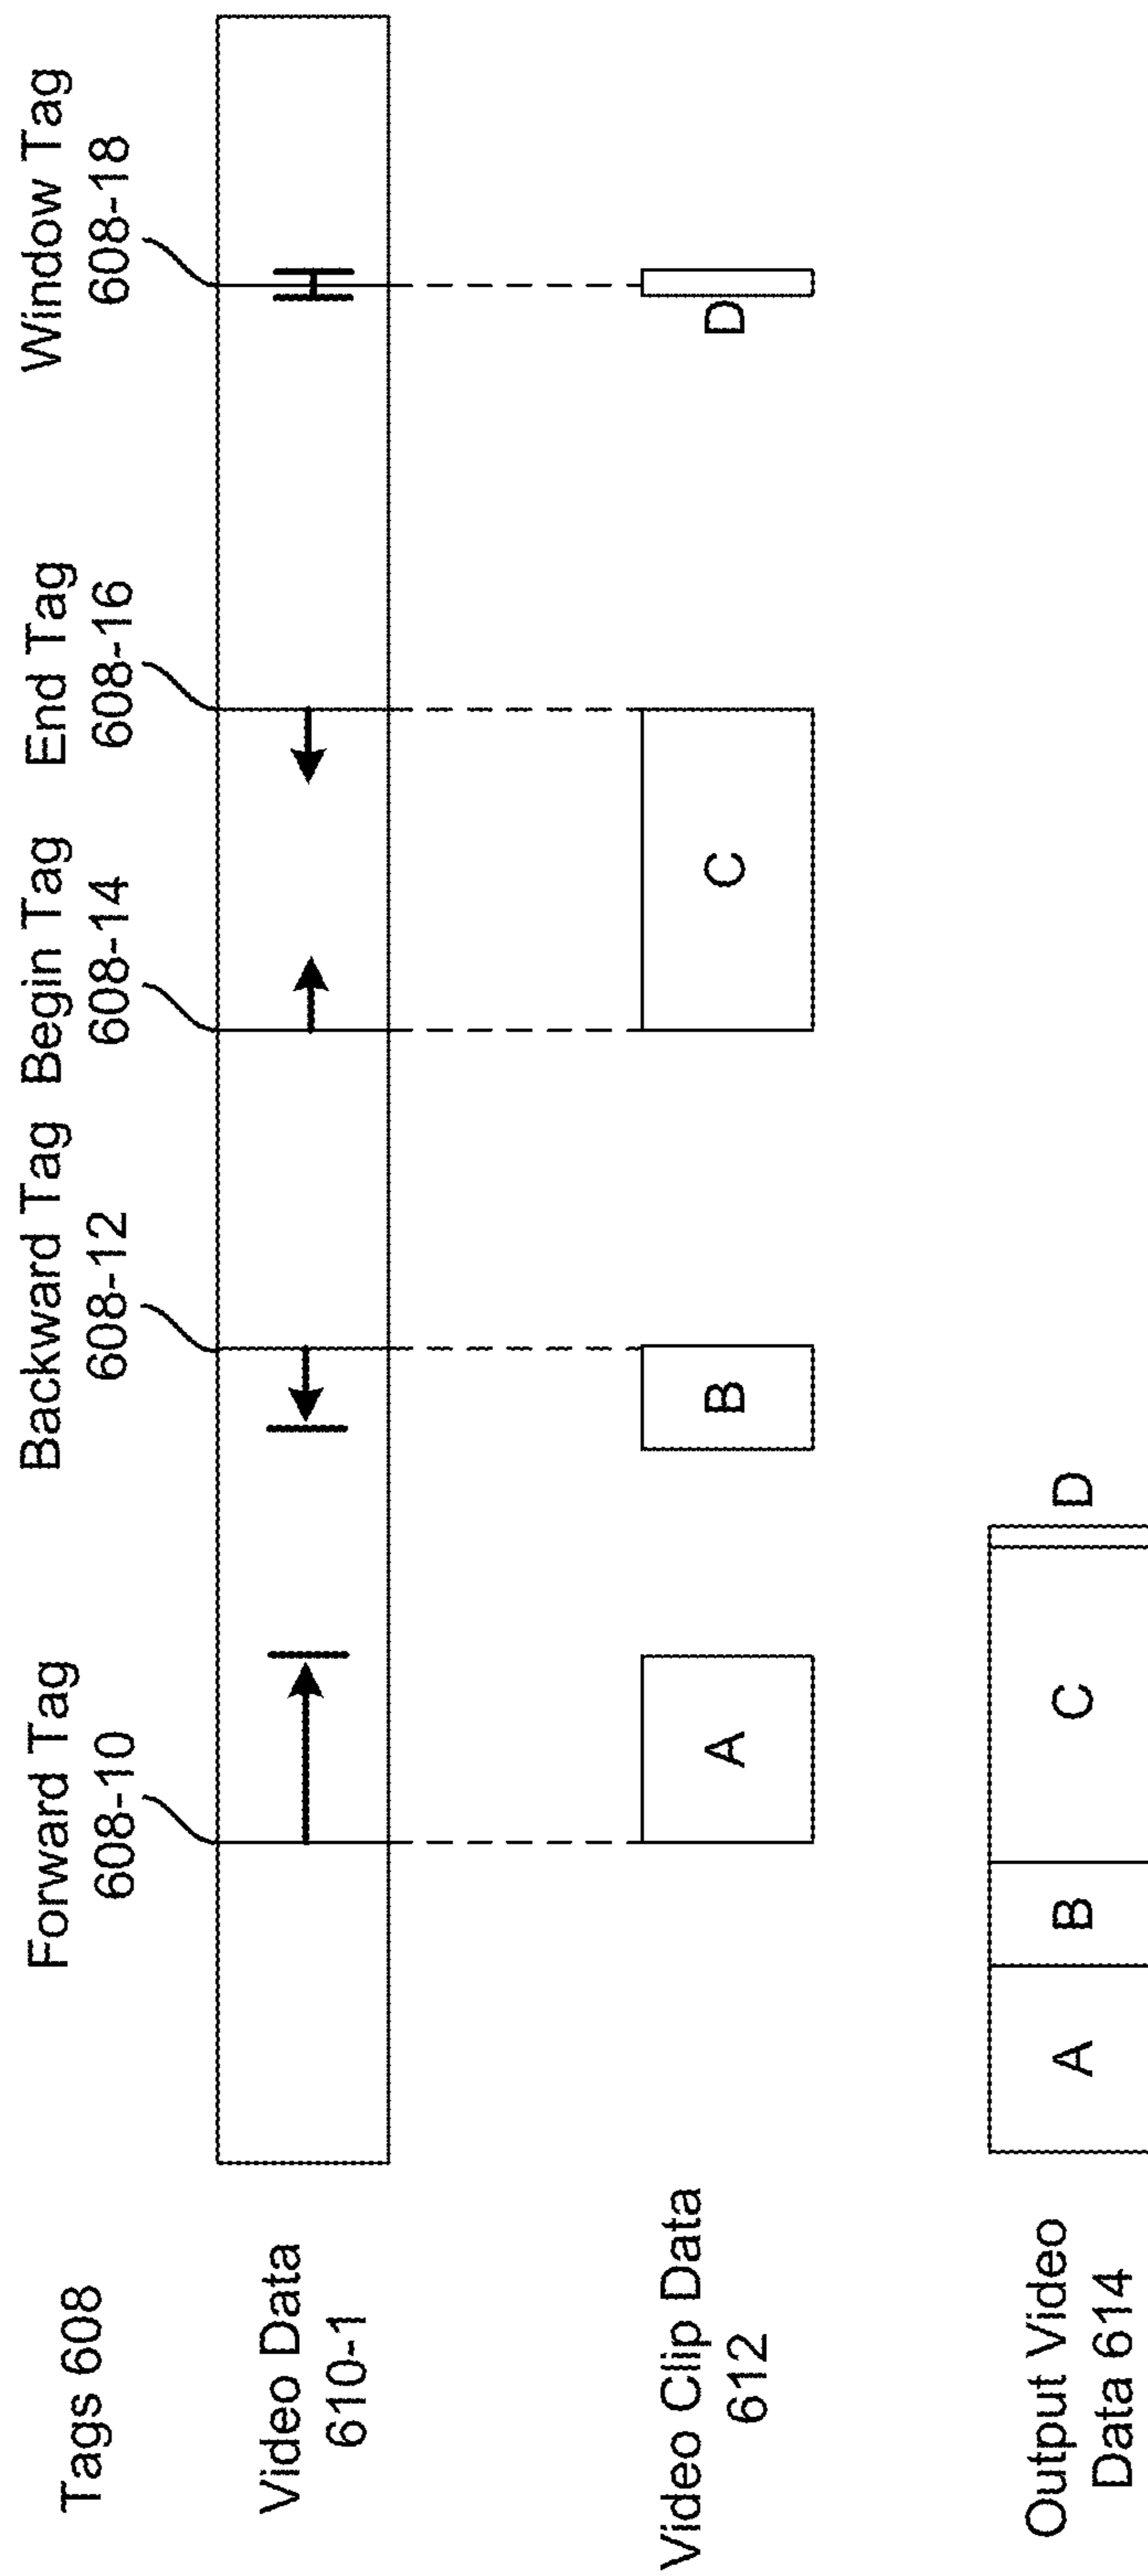 Tags 608
Forward Tag
608-10
Backward Tag
608-12
Begin Tag
608-14
End Tag
608-16
Window Tag
608-18
Video Data
610-1
Video Clip Data
612
A
B
C
D
Output Video
Data 614
A
B
C
D